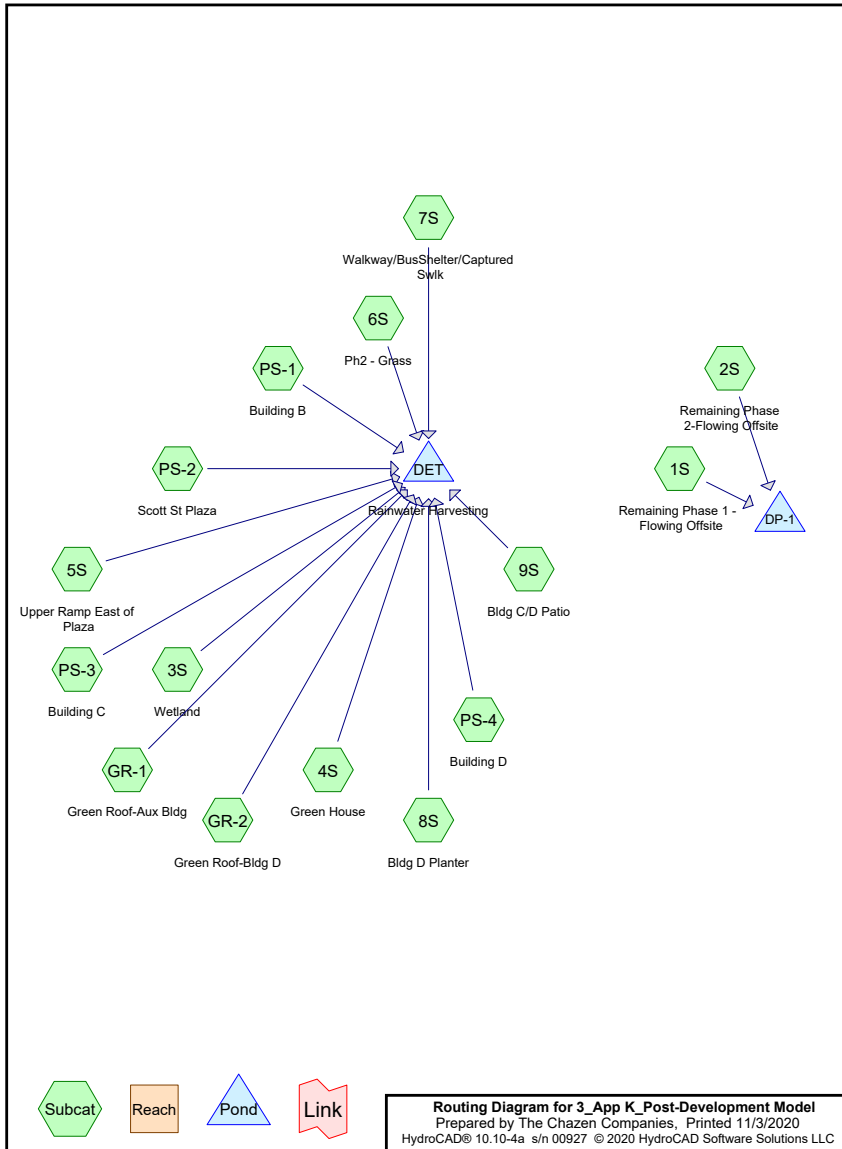 7S
Walkway/BusShelter/Captured
Swlk
6S
Ph2 - Grass
PS-1
Building B
2S
Remaining Phase
2-Flowing Offsite
PS-2
Scott St Plaza
DET
Rainwater Harvesting
1S
Remaining Phase 1 -
Flowing Offsite
DP-1
5S
Upper Ramp East of
Plaza
9S
Bldg C/D Patio
PS-3
Building C
3S
Wetland
PS-4
Building D
GR-1
Green Roof-Aux Bldg
GR-2
Green Roof-Bldg D
4S
Green House
8S
Bldg D Planter
Subcat
Reach
Pond
Link
Routing Diagram for 3_App K_Post-Development Model
Prepared by The Chazen Companies, Printed 11/3/2020
HydroCAD® 10.10-4a s/n 00927 © 2020 HydroCAD Software Solutions LLC